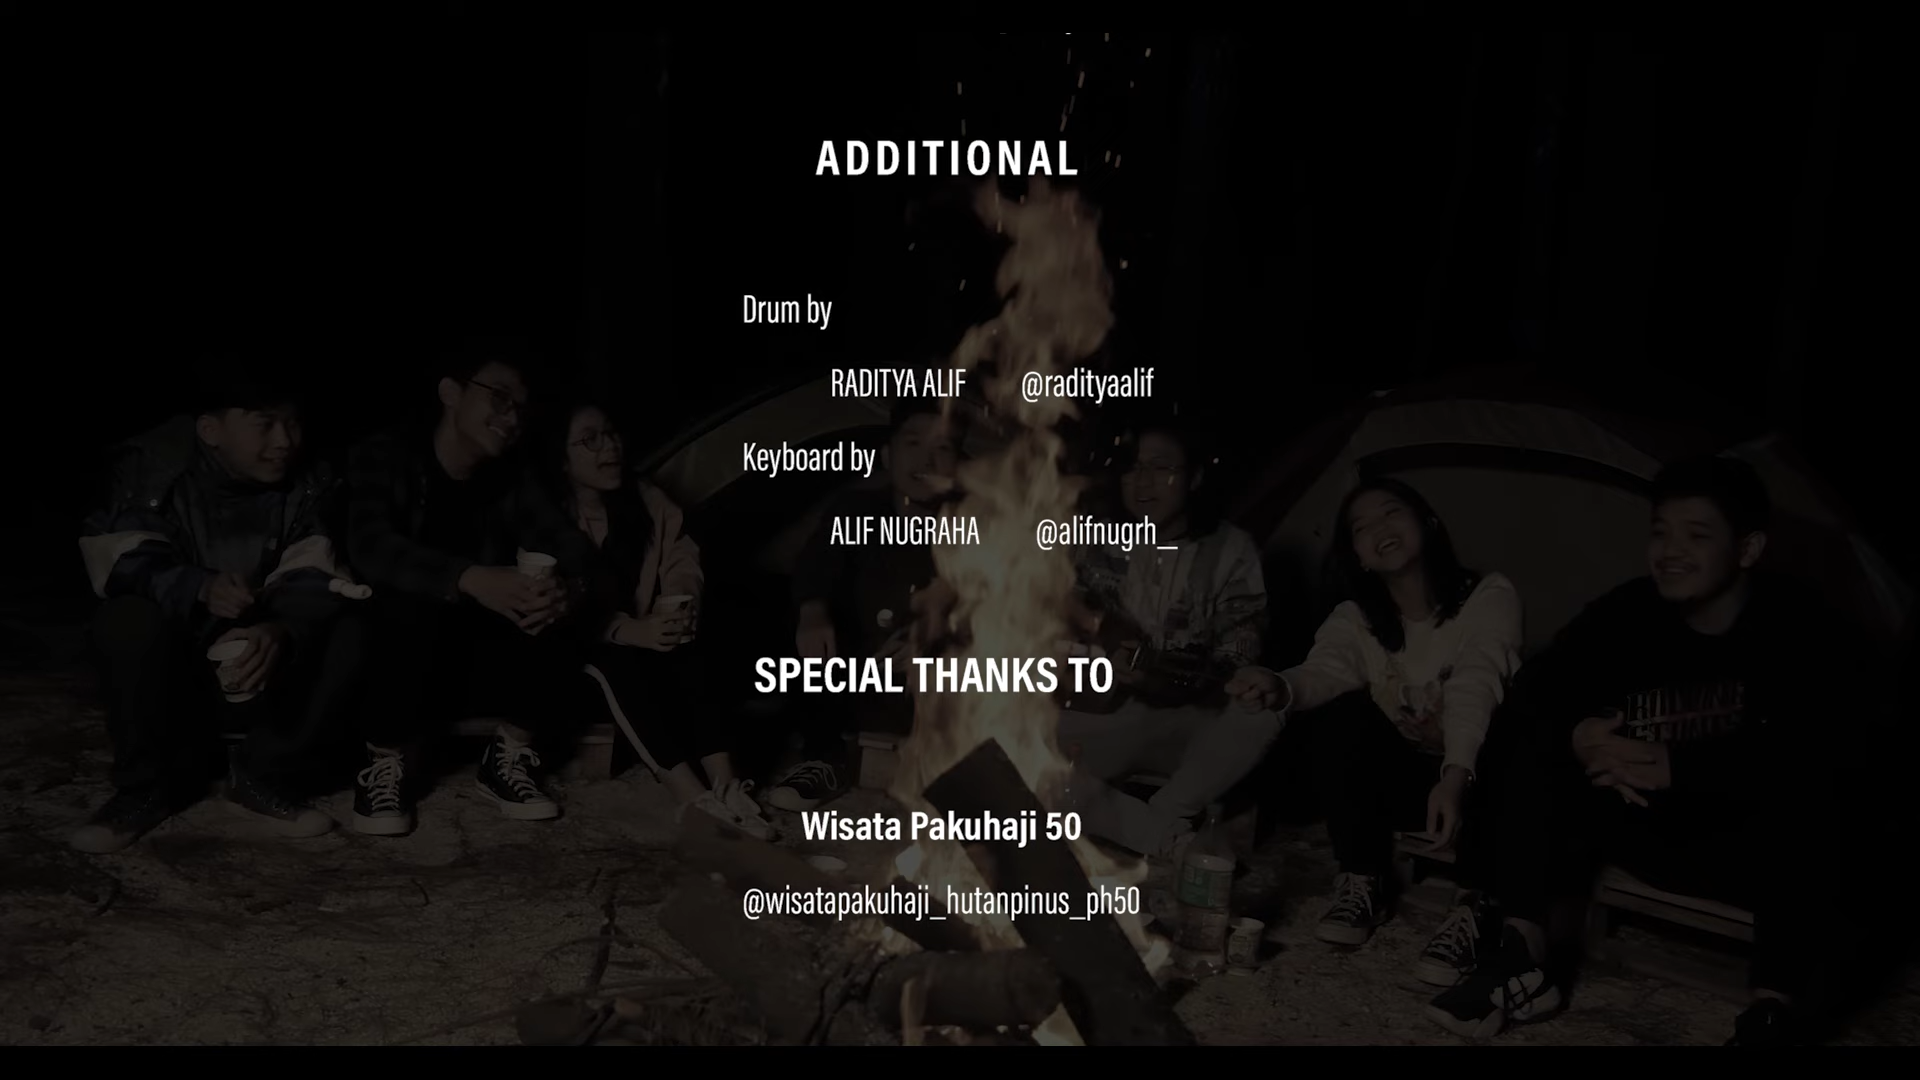 ADDITIONAL
Drum by
RADITYA ALIF @radityaalif
Keyboard by
ALIF NUGRAHA @alifnugrh_
SPECIAL THANKS TO
Wisata Pakuhaji 50
@wisatapakuhaji_hutanpinus_ph50